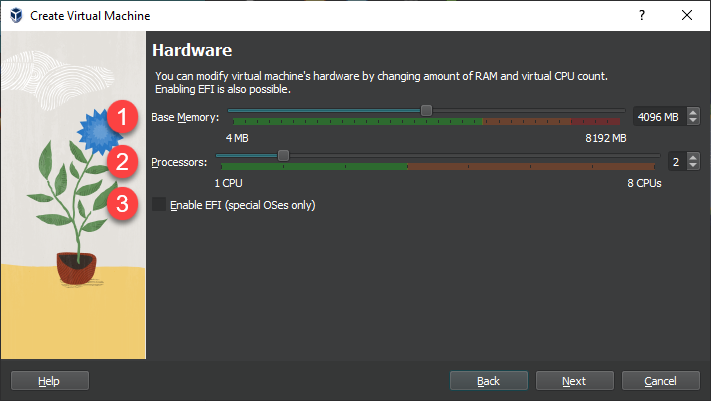 Create Virtual Machine
?
Hardware
You can modify virtual machine's hardware by changing amount of RAM and virtual CPU count.
Enabling EFI is also possible.
1
Base Memory:
4096 MB
4 MB
8192 MB
2
Processors:
2
1 CPU
8 CPUs
3
Enable EFI (special OSes only)
Help
Back
Next
Cancel